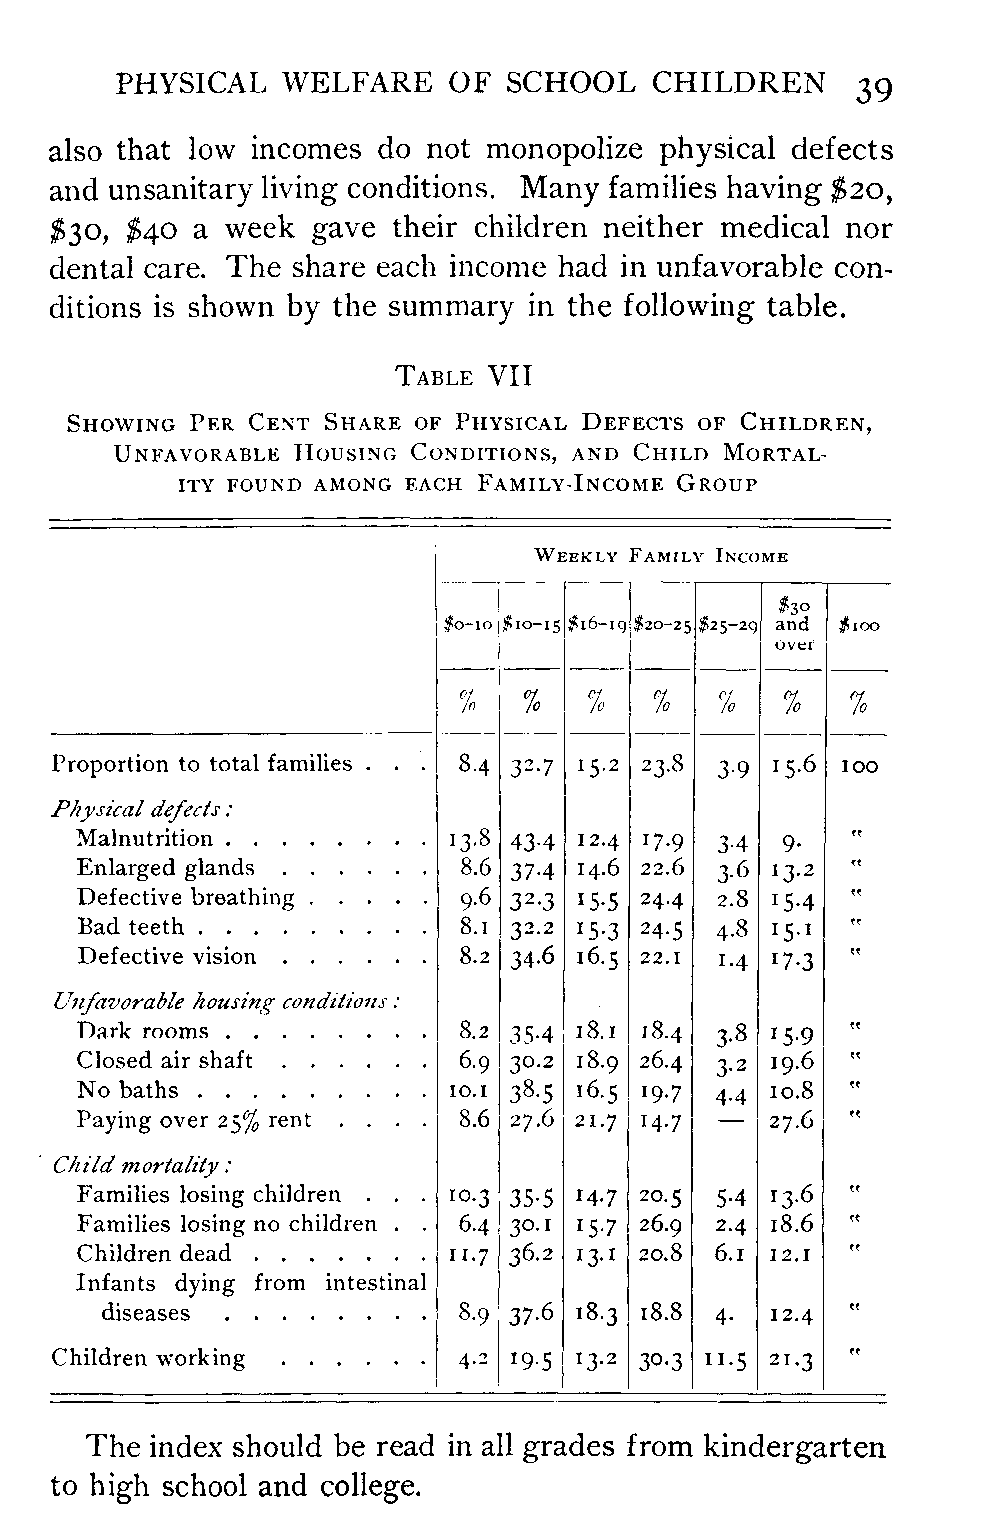 PHYSICAL WELFARE OF SCHOOL CHILDREN 39
also that low incomes do not monopolize physical defects
and unsanitary living conditions. Many families having $20,
$30, $40 a week gave their children neither medical nor
dental care. The share each income had in unfavorable con-
ditions is shown by the summary in the following table.
TABLE VII
SHOWING PER CENT SHARE OF PHYSICAL DEFECTS OF CHILDREN,
UNFAVORABLE HOUSING CONDITIONS, AND CHILD MORTAL-
ITY FOUND AMONG EACH FAMILY-INCOME GROUP
WEEKLY FAMILY INCOME
$0-10 $10-15 $16-19 $20-25 $25-29 $30 and over $100
% % % % % % %
Proportion to total families . . . 8.4 32.7 15.2 23.8 3.9 15.6 100
Physical defects:
Malnutrition . . . . . . . . 13.8 43.4 12.4 17.9 3.4 9. "
Enlarged glands . . . . . . 8.6 37.4 14.6 22.6 3.6 13.2 "
Defective breathing . . . . . 9.6 32.3 15.5 24.4 2.8 15.4 "
Bad teeth . . . . . . . . . 8.1 32.2 15.3 24.5 4.8 15.1 "
Defective vision . . . . . . 8.2 34.6 16.5 22.1 1.4 17.3 "
Unfavorable housing conditions:
Dark rooms . . . . . . . . 8.2 35.4 18.1 18.4 3.8 15.9 "
Closed air shaft . . . . . . 6.9 30.2 18.9 26.4 3.2 19.6 "
No baths . . . . . . . . . 10.1 38.5 16.5 19.7 4.4 10.8 "
Paying over 25% rent . . . . 8.6 27.6 21.7 14.7 — 27.6 "
Child mortality:
Families losing children . . . 10.3 35.5 14.7 20.5 5.4 13.6 "
Families losing no children . . 6.4 30.1 15.7 26.9 2.4 18.6 "
Children dead . . . . . . . 11.7 36.2 13.1 20.8 6.1 12.1 "
Infants dying from intestinal
diseases . . . . . . . . 8.9 37.6 18.3 18.8 4. 12.4 "
Children working . . . . . . 4.2 19.5 13.2 30.3 11.5 21.3 "
The index should be read in all grades from kindergarten
to high school and college.